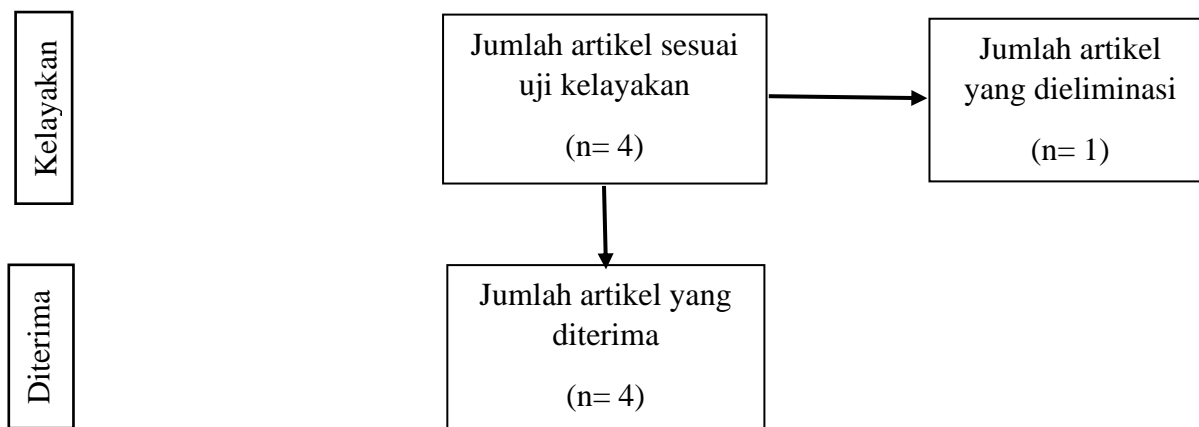 Kelayakan
Jumlah artikel sesuai
uji kelayakan
(n= 4)
Jumlah artikel
yang dieliminasi
(n= 1)
Diterima
Jumlah artikel yang
diterima
(n= 4)